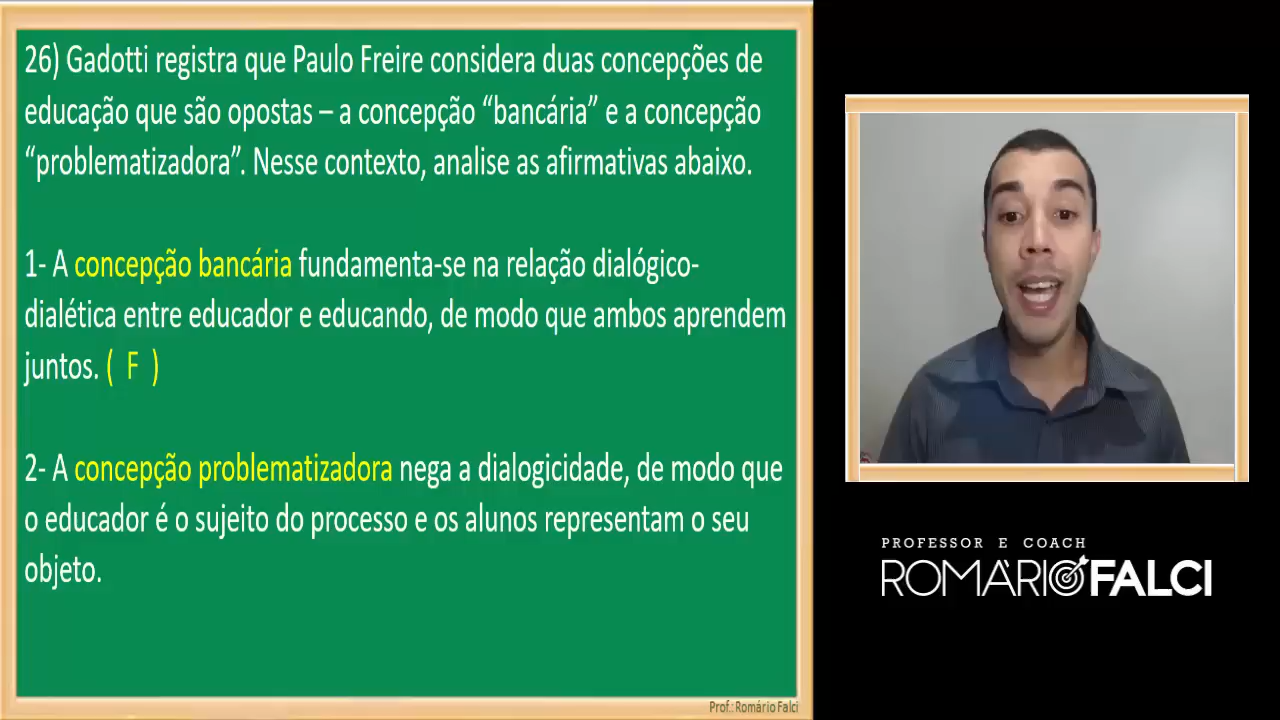 26) Gadotti registra que Paulo Freire considera duas concepções de
educação que são opostas – a concepção “bancária” e a concepção
“problematizadora”. Nesse contexto, analise as afirmativas abaixo.
1- A concepção bancária fundamenta-se na relação dialógico-
dialética entre educador e educando, de modo que ambos aprendem
juntos. ( F )
2- A concepção problematizadora nega a dialogicidade, de modo que
o educador é o sujeito do processo e os alunos representam o seu
objeto.
Prof.: Romário Falci
PROFESSOR E COACH
ROMÁRIO FALCI